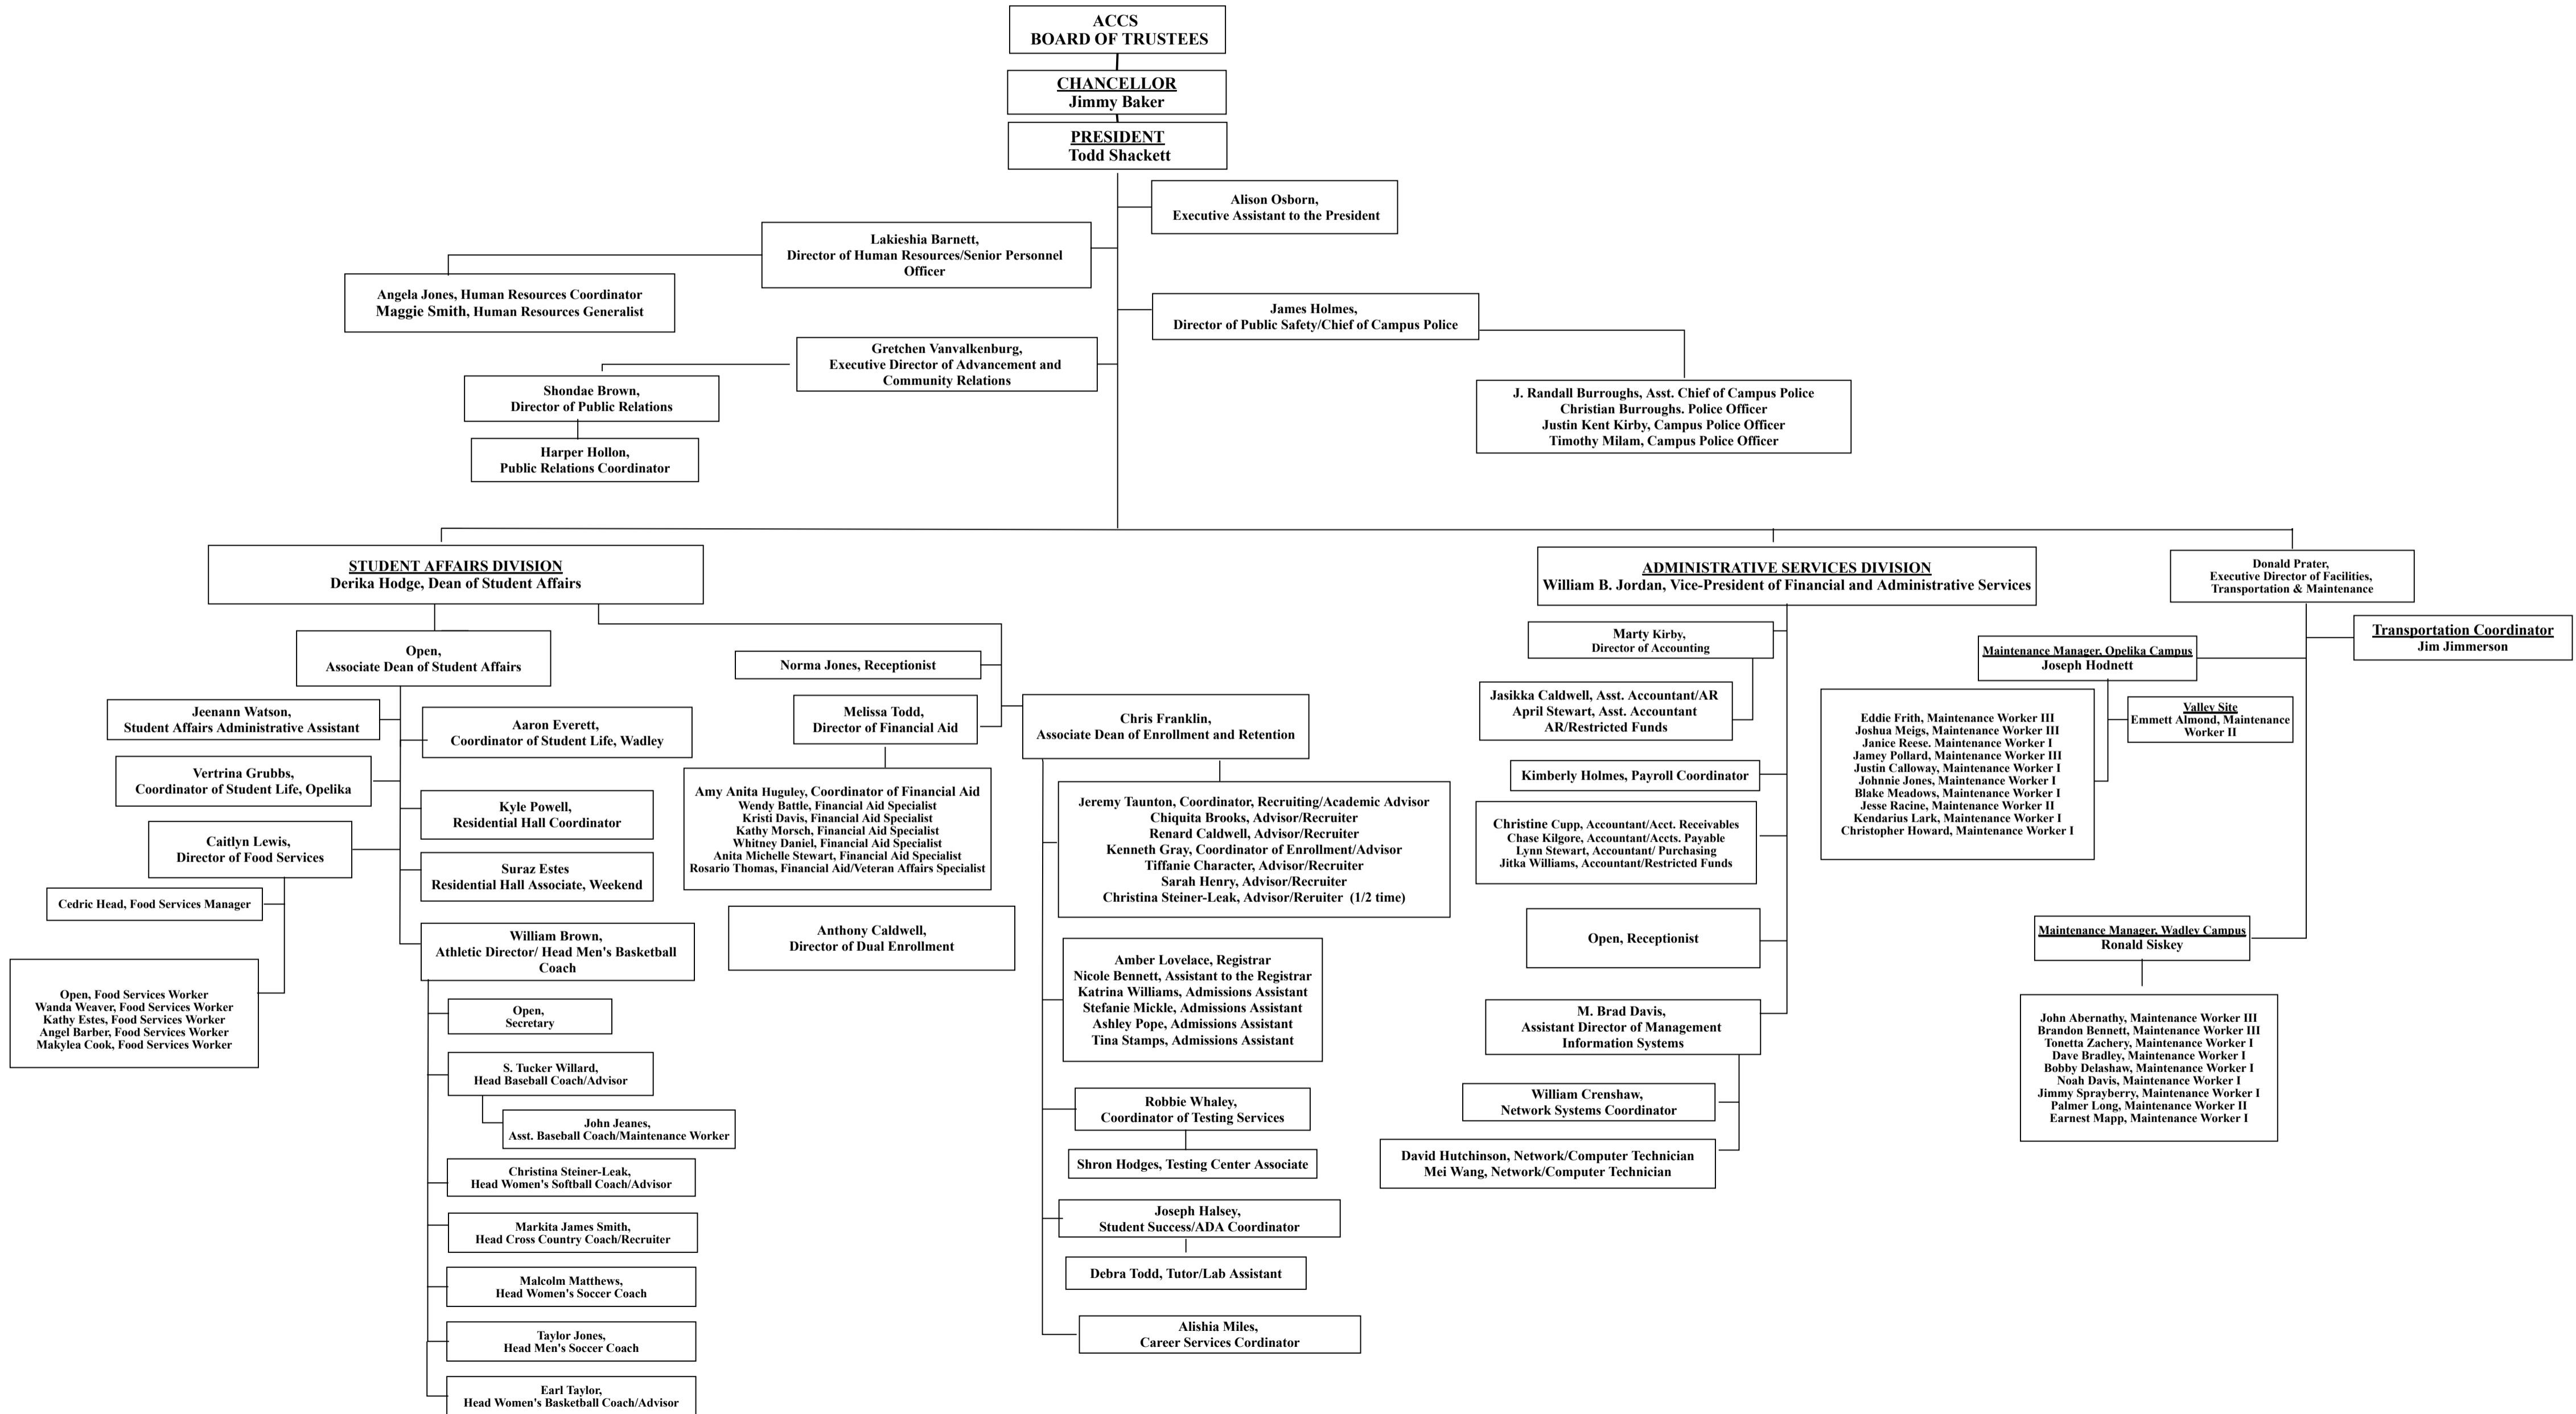 ACCS
BOARD OF TRUSTEES
CHANCELLOR
Jimmy Baker
PRESIDENT
Todd Shackett
Alison Osborn,
Executive Assistant to the President
Lakieshia Barnett,
Director of Human Resources/Senior Personnel
Officer
Angela Jones, Human Resources Coordinator
Maggie Smith, Human Resources Generalist
James Holmes,
Director of Public Safety/Chief of Campus Police
Gretchen Vanvalkenburg,
Executive Director of Advancement and
Community Relations
Shondae Brown,
Director of Public Relations
Harper Hollon,
Public Relations Coordinator
J. Randall Burroughs, Asst. Chief of Campus Police
Christian Burroughs. Police Officer
Justin Kent Kirby, Campus Police Officer
Timothy Milam, Campus Police Officer
STUDENT AFFAIRS DIVISION
Derika Hodge, Dean of Student Affairs
Open,
Associate Dean of Student Affairs
Jeenann Watson,
Student Affairs Administrative Assistant
Aaron Everett,
Coordinator of Student Life, Wadley
Vertrina Grubbs,
Coordinator of Student Life, Opelika
Kyle Powell,
Residential Hall Coordinator
Caitlyn Lewis,
Director of Food Services
Suraz Estes
Residential Hall Associate, Weekend
Cedric Head, Food Services Manager
Open, Food Services Worker
Wanda Weaver, Food Services Worker
Kathy Estes, Food Services Worker
Angel Barber, Food Services Worker
Makylea Cook, Food Services Worker
William Brown,
Athletic Director/ Head Men's Basketball
Coach
Open,
Secretary
S. Tucker Willard,
Head Baseball Coach/Advisor
John Jeanes,
Asst. Baseball Coach/Maintenance Worker
Christina Steiner-Leak,
Head Women's Softball Coach/Advisor
Markita James Smith,
Head Cross Country Coach/Recruiter
Malcolm Matthews,
Head Women's Soccer Coach
Taylor Jones,
Head Men's Soccer Coach
Earl Taylor,
Head Women's Basketball Coach/Advisor
Norma Jones, Receptionist
Melissa Todd,
Director of Financial Aid
Amy Anita Huguley, Coordinator of Financial Aid
Wendy Battle, Financial Aid Specialist
Kristi Davis, Financial Aid Specialist
Kathy Morsch, Financial Aid Specialist
Whitney Daniel, Financial Aid Specialist
Anita Michelle Stewart, Financial Aid Specialist
Rosario Thomas, Financial Aid/Veteran Affairs Specialist
Anthony Caldwell,
Director of Dual Enrollment
Chris Franklin,
Associate Dean of Enrollment and Retention
Jeremy Taunton, Coordinator, Recruiting/Academic Advisor
Chiquita Brooks, Advisor/Recruiter
Renard Caldwell, Advisor/Recruiter
Kenneth Gray, Coordinator of Enrollment/Advisor
Tiffanie Character, Advisor/Recruiter
Sarah Henry, Advisor/Recruiter
Christina Steiner-Leak, Advisor/Reruiter (1/2 time)
Amber Lovelace, Registrar
Nicole Bennett, Assistant to the Registrar
Katrina Williams, Admissions Assistant
Stefanie Mickle, Admissions Assistant
Ashley Pope, Admissions Assistant
Tina Stamps, Admissions Assistant
Robbie Whaley,
Coordinator of Testing Services
Shron Hodges, Testing Center Associate
Joseph Halsey,
Student Success/ADA Coordinator
Debra Todd, Tutor/Lab Assistant
Alishia Miles,
Career Services Cordinator
ADMINISTRATIVE SERVICES DIVISION
William B. Jordan, Vice-President of Financial and Administrative Services
Marty Kirby,
Director of Accounting
Jasikka Caldwell, Asst. Accountant/AR
April Stewart, Asst. Accountant
AR/Restricted Funds
Kimberly Holmes, Payroll Coordinator
Christine Cupp, Accountant/Acct. Receivables
Chase Kilgore, Accountant/Accts. Payable
Lynn Stewart, Accountant/ Purchasing
Jitka Williams, Accountant/Restricted Funds
Open, Receptionist
M. Brad Davis,
Assistant Director of Management
Information Systems
William Crenshaw,
Network Systems Coordinator
David Hutchinson, Network/Computer Technician
Mei Wang, Network/Computer Technician
Donald Prater,
Executive Director of Facilities,
Transportation & Maintenance
Transportation Coordinator
Jim Jimmerson
Maintenance Manager, Opelika Campus
Joseph Hodnett
Valley Site
Emmett Almond, Maintenance
Worker II
Eddie Frith, Maintenance Worker III
Joshua Meigs, Maintenance Worker III
Janice Reese. Maintenance Worker I
Jamey Pollard, Maintenance Worker III
Justin Calloway, Maintenance Worker I
Johnnie Jones, Maintenance Worker I
Blake Meadows, Maintenance Worker I
Jesse Racine, Maintenance Worker II
Kendarius Lark, Maintenance Worker I
Christopher Howard, Maintenance Worker I
Maintenance Manager, Wadley Campus
Ronald Siskey
John Abernathy, Maintenance Worker III
Brandon Bennett, Maintenance Worker III
Tonetta Zachery, Maintenance Worker I
Dave Bradley, Maintenance Worker I
Bobby Delashaw, Maintenance Worker I
Noah Davis, Maintenance Worker I
Jimmy Sprayberry, Maintenance Worker I
Palmer Long, Maintenance Worker II
Earnest Mapp, Maintenance Worker I